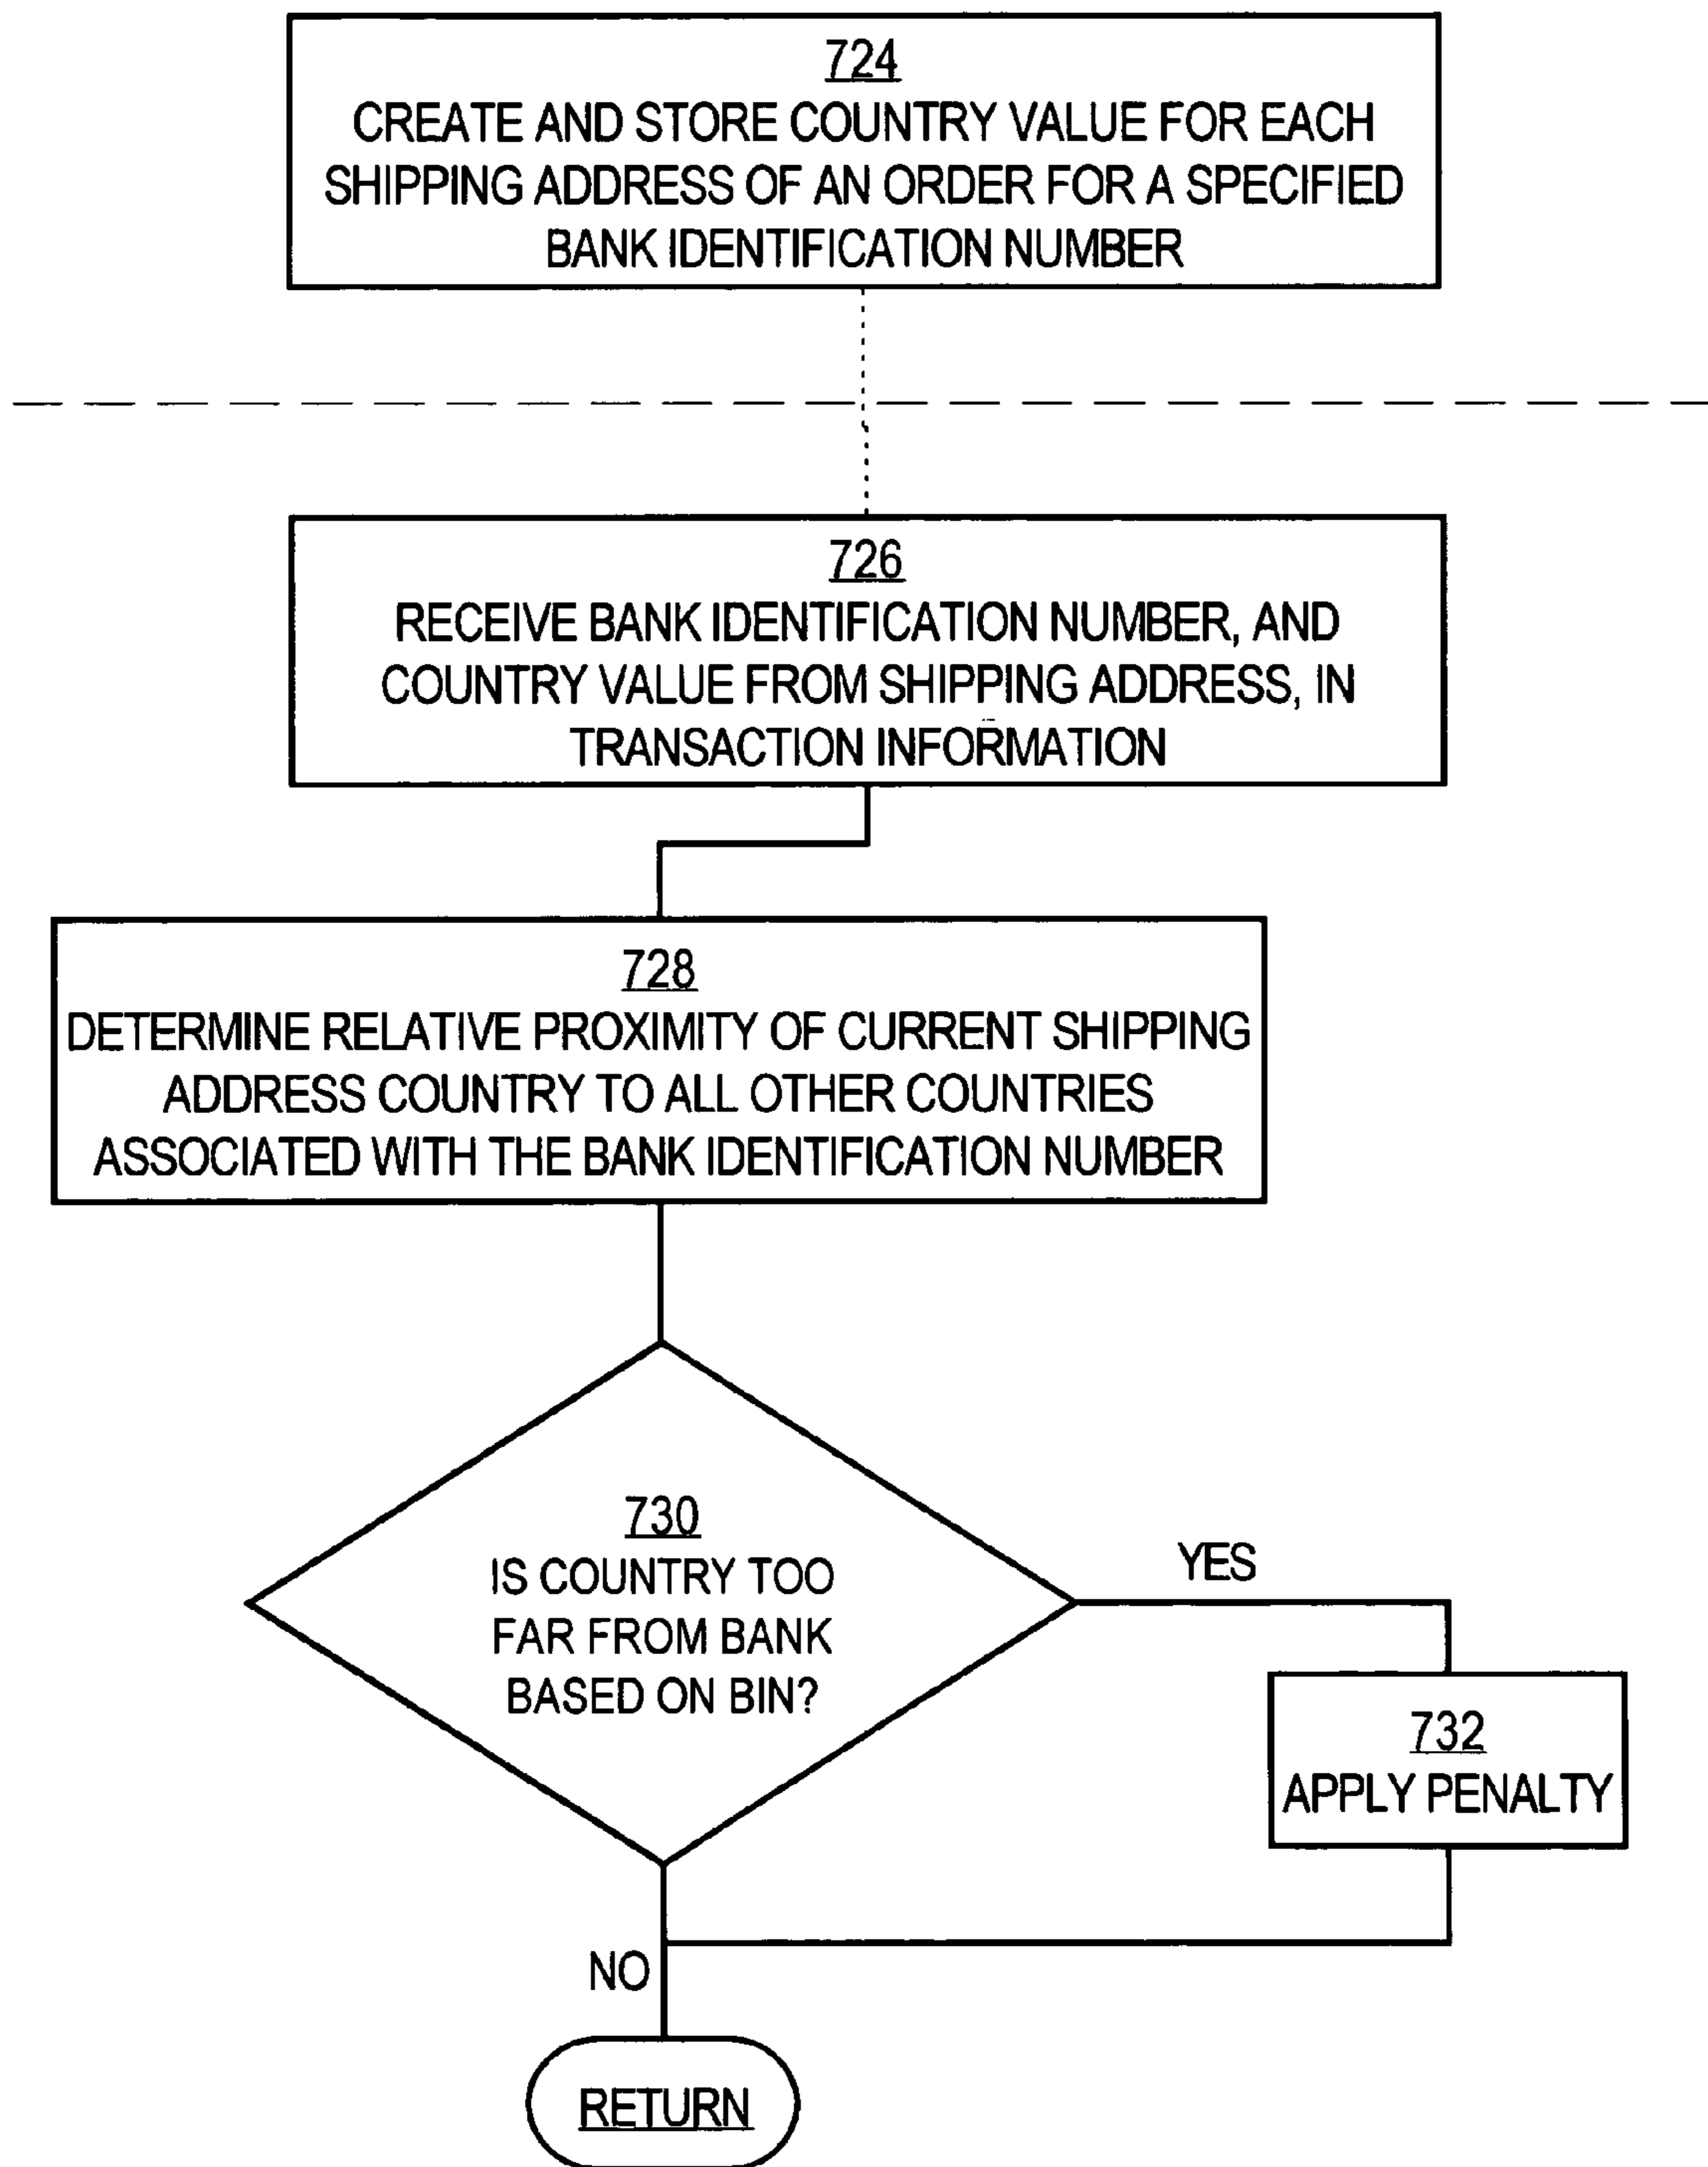 724
CREATE AND STORE COUNTRY VALUE FOR EACH
SHIPPING ADDRESS OF AN ORDER FOR A SPECIFIED
BANK IDENTIFICATION NUMBER
726
RECEIVE BANK IDENTIFICATION NUMBER, AND
COUNTRY VALUE FROM SHIPPING ADDRESS, IN
TRANSACTION INFORMATION
728
DETERMINE RELATIVE PROXIMITY OF CURRENT SHIPPING
ADDRESS COUNTRY TO ALL OTHER COUNTRIES
ASSOCIATED WITH THE BANK IDENTIFICATION NUMBER
730
IS COUNTRY TOO
FAR FROM BANK
BASED ON BIN?
YES
732
APPLY PENALTY
NO
RETURN